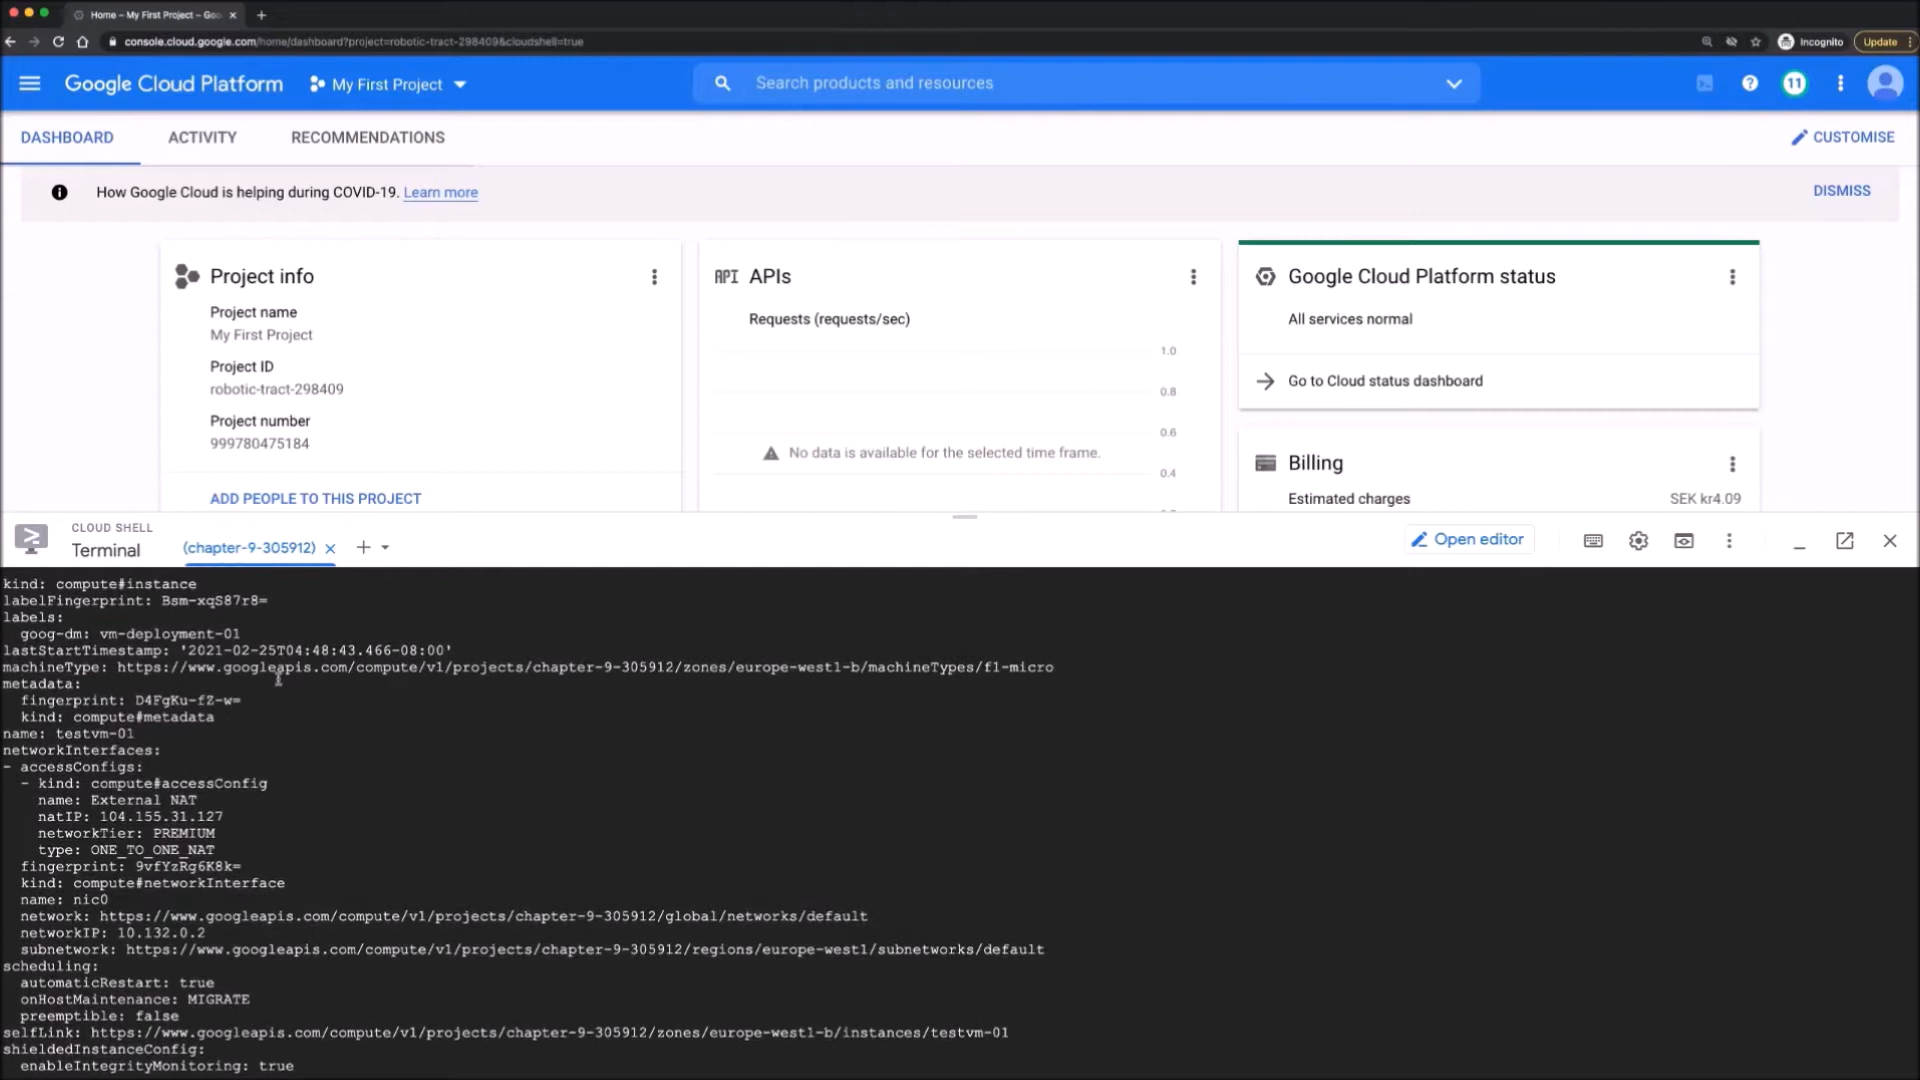 Home – My First Project – Goo
console.cloud.google.com/home/dashboard?project=robotic-tract-298409&cloudshell=true
Incognito
Update
Google Cloud Platform
My First Project
Search products and resources
11
DASHBOARD
ACTIVITY
RECOMMENDATIONS
CUSTOMISE
How Google Cloud is helping during COVID-19. Learn more
DISMISS
Project info
Project name
My First Project
Project ID
robotic-tract-298409
Project number
999780475184
ADD PEOPLE TO THIS PROJECT
API APIs
Requests (requests/sec)
1.0
0.8
0.6
No data is available for the selected time frame.
0.4
Google Cloud Platform status
All services normal
Go to Cloud status dashboard
Billing
Estimated charges
SEK kr4.09
CLOUD SHELL
Terminal
(chapter-9-305912)
Open editor
kind: compute#instance
labelFingerprint: Bsm-xqS87r8=
labels:
goog-dm: vm-deployment-01
lastStartTimestamp: '2021-02-25T04:48:43.466-08:00'
machineType: https://www.googleapis.com/compute/v1/projects/chapter-9-305912/zones/europe-west1-b/machineTypes/f1-micro
metadata:
fingerprint: D4FgKu-fZ-w=
kind: compute#metadata
name: testvm-01
networkInterfaces:
- accessConfigs:
- kind: compute#accessConfig
name: External NAT
natIP: 104.155.31.127
networkTier: PREMIUM
type: ONE_TO_ONE_NAT
fingerprint: 9vfYzRg6K8k=
kind: compute#networkInterface
name: nic0
network: https://www.googleapis.com/compute/v1/projects/chapter-9-305912/global/networks/default
networkIP: 10.132.0.2
subnetwork: https://www.googleapis.com/compute/v1/projects/chapter-9-305912/regions/europe-west1/subnetworks/default
scheduling:
automaticRestart: true
onHostMaintenance: MIGRATE
preemptible: false
selfLink: https://www.googleapis.com/compute/v1/projects/chapter-9-305912/zones/europe-west1-b/instances/testvm-01
shieldedInstanceConfig:
enableIntegrityMonitoring: true